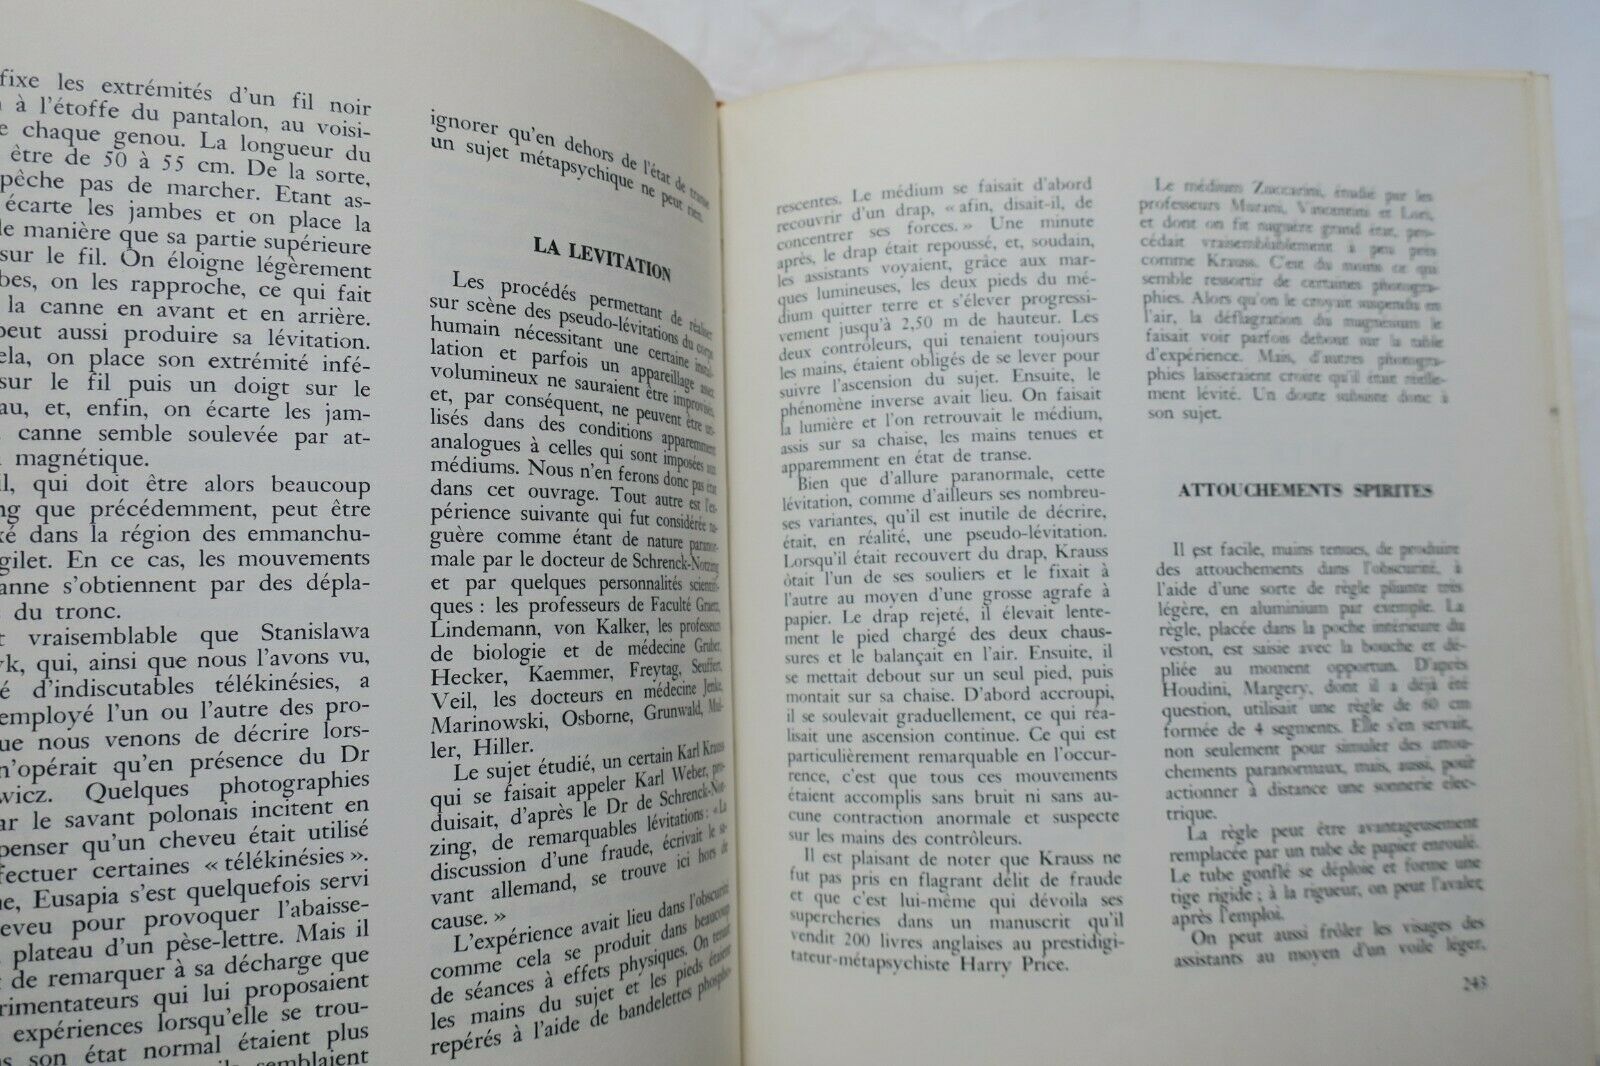 fixe les extrémités d'un fil noir
à l'étoffe du pantalon, au voisi-
chaque genou. La longueur du
être de 50 à 55 cm. De la sorte,
pêche pas de marcher. Etant as-
écarte les jambes et on place la
de manière que sa partie supérieure
sur le fil. On éloigne légèrement
bes, on les rapproche, ce qui fait
la canne en avant et en arrière.
peut aussi produire sa lévitation.
ela, on place son extrémité infé-
sur le fil puis un doigt sur le
au, et, enfin, on écarte les jam-
canne semble soulevée par at-
magnétique.
il, qui doit être alors beaucoup
ng que précédemment, peut être
xé dans la région des emmanchu-
gilet. En ce cas, les mouvements
anne s'obtiennent par des dépla-
du tronc.
t vraisemblable que Stanislawa
yk, qui, ainsi que nous l'avons vu,
é d'indiscutables télékinésies, a
employé l'un ou l'autre des pro-
que nous venons de décrire lors-
n'opérait qu'en présence du Dr
wicz. Quelques photographies
ar le savant polonais incitent en
penser qu'un cheveu était utilisé
fectuer certaines « télékinésies ».
ne, Eusapia s'est quelquefois servi
cheveu pour provoquer l'abaisse-
plateau d'un pèse-lettre. Mais il
t de remarquer à sa décharge que
rimentateurs qui lui proposaient
expériences lorsqu'elle se trou-
son état normal étaient plus
semblaient
ignorer qu'en dehors de l'état de transe
un sujet métapsychique ne peut rien.
LA LEVITATION
Les procédés permettant de réaliser
sur scène des pseudo-lévitations du corps
humain nécessitant une certaine instal-
lation et parfois un appareillage assez
volumineux ne sauraient être improvisés
et, par conséquent, ne peuvent être uti-
lisés dans des conditions apparemment
analogues à celles qui sont imposées aux
médiums. Nous n'en ferons donc pas état
dans cet ouvrage. Tout autre est l'ex-
périence suivante qui fut considérée na-
guère comme étant de nature paranor-
male par le docteur de Schrenck-Notzing
et par quelques personnalités scientifi-
ques : les professeurs de Faculté Graetz,
Lindemann, von Kalker, les professeurs
de biologie et de médecine Gruber,
Hecker, Kaemmer, Freytag, Seuffert,
Veil, les docteurs en médecine Jenke,
Marinowski, Osborne, Grunwald, Mul-
ler, Hiller.
Le sujet étudié, un certain Karl Krauss
qui se faisait appeler Karl Weber, pro-
duisait, d'après le Dr de Schrenck-Not-
zing, de remarquables lévitations : « La
discussion d'une fraude, écrivait le sa-
vant allemand, se trouve ici hors de
cause. »
L'expérience avait lieu dans l'obscurité
comme cela se produit dans beaucoup
de séances à effets physiques. On tenait
les mains du sujet et les pieds étaient
repérés à l'aide de bandelettes phospho-
rescentes. Le médium se faisait d'abord
recouvrir d'un drap, « afin, disait-il, de
concentrer ses forces. » Une minute
après, le drap était repoussé, et, soudain,
les assistants voyaient, grâce aux mar-
ques lumineuses, les deux pieds du mé-
dium quitter terre et s'élever progressi-
vement jusqu'à 2,50 m de hauteur. Les
deux contrôleurs, qui tenaient toujours
les mains, étaient obligés de se lever pour
suivre l'ascension du sujet. Ensuite, le
phénomène inverse avait lieu. On faisait
la lumière et l'on retrouvait le médium,
assis sur sa chaise, les mains tenues et
apparemment en état de transe.
Bien que d'allure paranormale, cette
lévitation, comme d'ailleurs ses nombreu-
ses variantes, qu'il est inutile de décrire,
était, en réalité, une pseudo-lévitation.
Lorsqu'il était recouvert du drap, Krauss
ôtait l'un de ses souliers et le fixait à
l'autre au moyen d'une grosse agrafe à
papier. Le drap rejeté, il élevait lente-
ment le pied chargé des deux chaus-
sures et le balançait en l'air. Ensuite, il
se mettait debout sur un seul pied, puis
montait sur sa chaise. D'abord accroupi,
il se soulevait graduellement, ce qui réa-
lisait une ascension continue. Ce qui est
particulièrement remarquable en l'occur-
rence, c'est que tous ces mouvements
étaient accomplis sans bruit ni sans au-
cune contraction anormale et suspecte
sur les mains des contrôleurs.
Il est plaisant de noter que Krauss ne
fut pas pris en flagrant délit de fraude
et que c'est lui-même qui dévoila ses
supercheries dans un manuscrit qu'il
vendit 200 livres anglaises au prestidigi-
tateur-métapsychiste Harry Price.
Le médium Zuccarini, étudié par les
professeurs Murani, Vincentini et Lori,
et dont on fit naguère grand état, pro-
cédait vraisemblablement à peu près
comme Krauss. C'est du moins ce qui
semble ressortir de certaines photogra-
phies. Alors qu'on le croyait suspendu en
l'air, la déflagration du magnésium le
faisait voir parfois debout sur la table
d'expérience. Mais, d'autres photogra-
phies laisseraient croire qu'il était réelle-
ment lévité. Un doute subsiste donc à
son sujet.
ATTOUCHEMENTS SPIRITES
Il est facile, mains tenues, de produire
des attouchements dans l'obscurité, à
l'aide d'une sorte de règle pliante très
légère, en aluminium par exemple. La
règle, placée dans la poche intérieure du
veston, est saisie avec la bouche et dé-
pliée au moment opportun. D'après
Houdini, Margery, dont il a déjà été
question, utilisait une règle de 60 cm
formée de 4 segments. Elle s'en servait,
non seulement pour simuler des attou-
chements paranormaux, mais, aussi, pour
actionner à distance une sonnerie élec-
trique.
La règle peut être avantageusement
remplacée par un tube de papier enroulé.
Le tube gonflé se déploie et forme une
tige rigide ; à la rigueur, on peut l'avaler
après l'emploi.
On peut aussi frôler les visages des
assistants au moyen d'un voile léger,
243